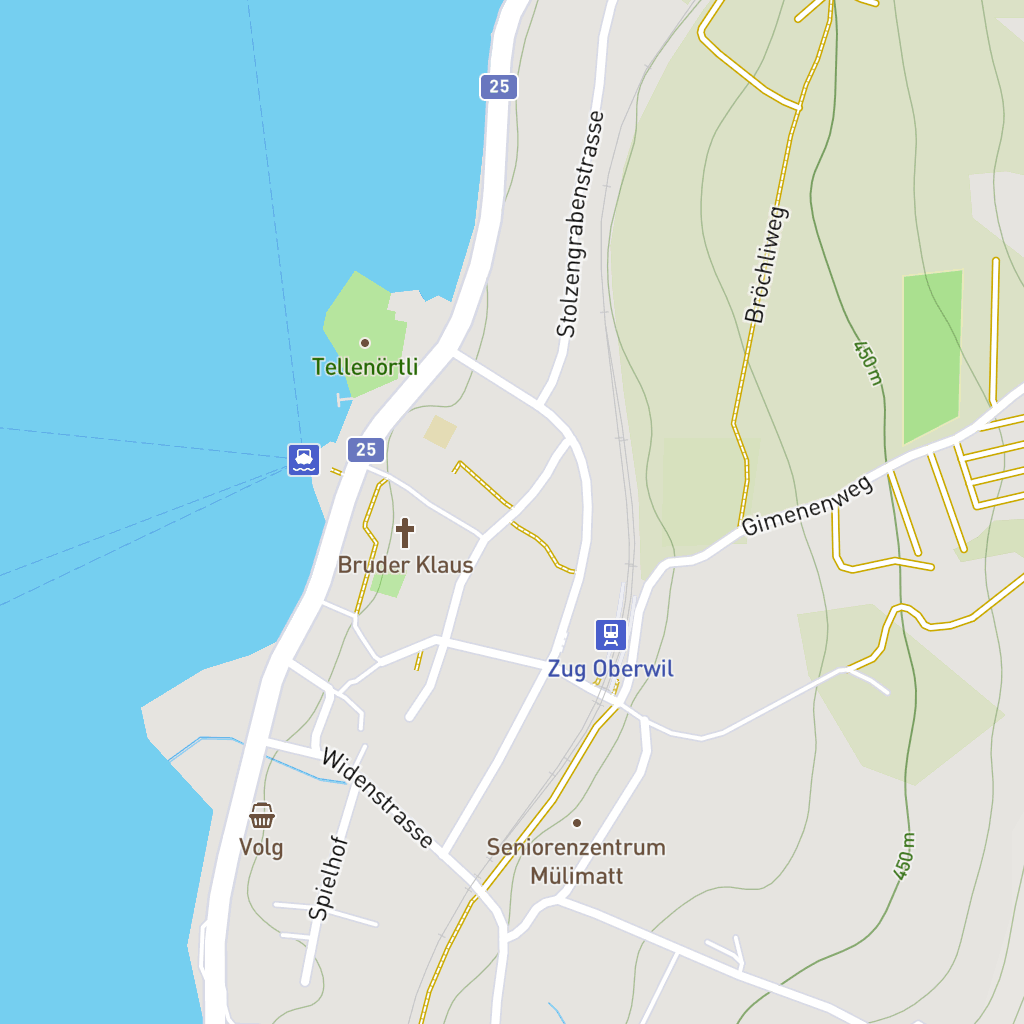 25
Stolzengrabenstrasse
Bröchliweg
450 m
Tellenörtli
25
Gimenenweg
Bruder Klaus
Zug Oberwil
Widenstrasse
Volg
Spielhof
Seniorenzentrum
Mülimatt
450 m